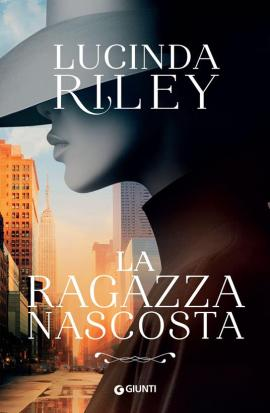 LUCINDA
RILEY
LA
RAGAZZA
NASCOSTA
GIUNTI